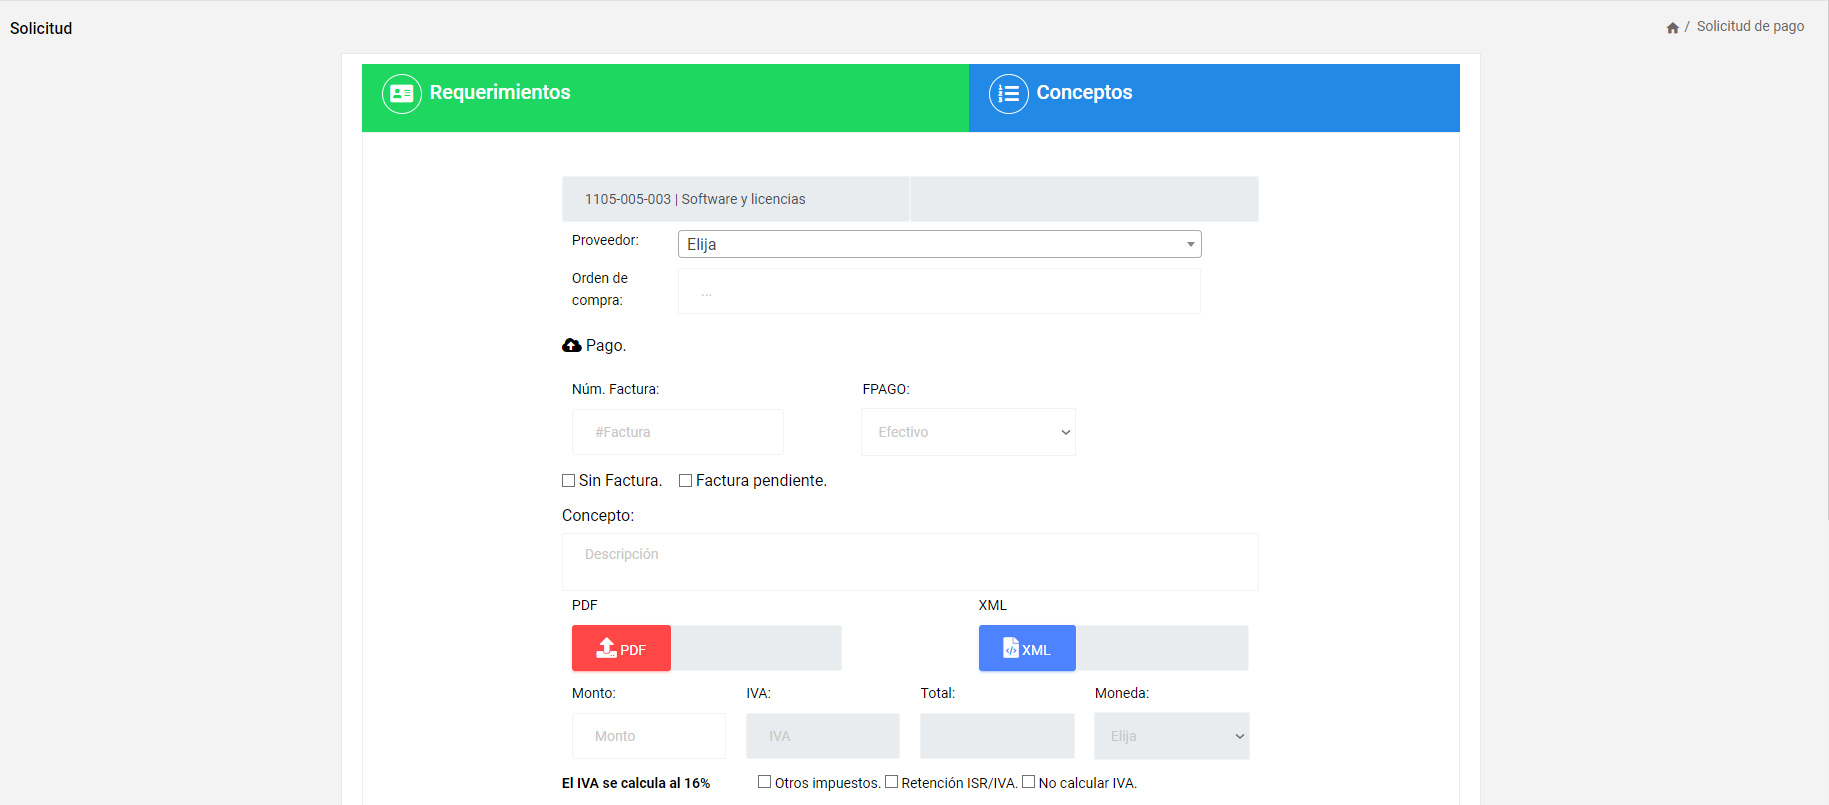 Solicitud
/ Solicitud de pago
Requerimientos
Conceptos
1105-005-003 | Software y licencias
Proveedor:
Elija
Orden de
compra:
...
Pago.
Núm. Factura:
FPAGO:
#Factura
Efectivo
Sin Factura.
Factura pendiente.
Concepto:
Descripción
PDF
XML
PDF
XML
Monto:
IVA:
Total:
Moneda:
Monto
IVA
Elija
El IVA se calcula al 16%
Otros impuestos.
Retención ISR/IVA.
No calcular IVA.